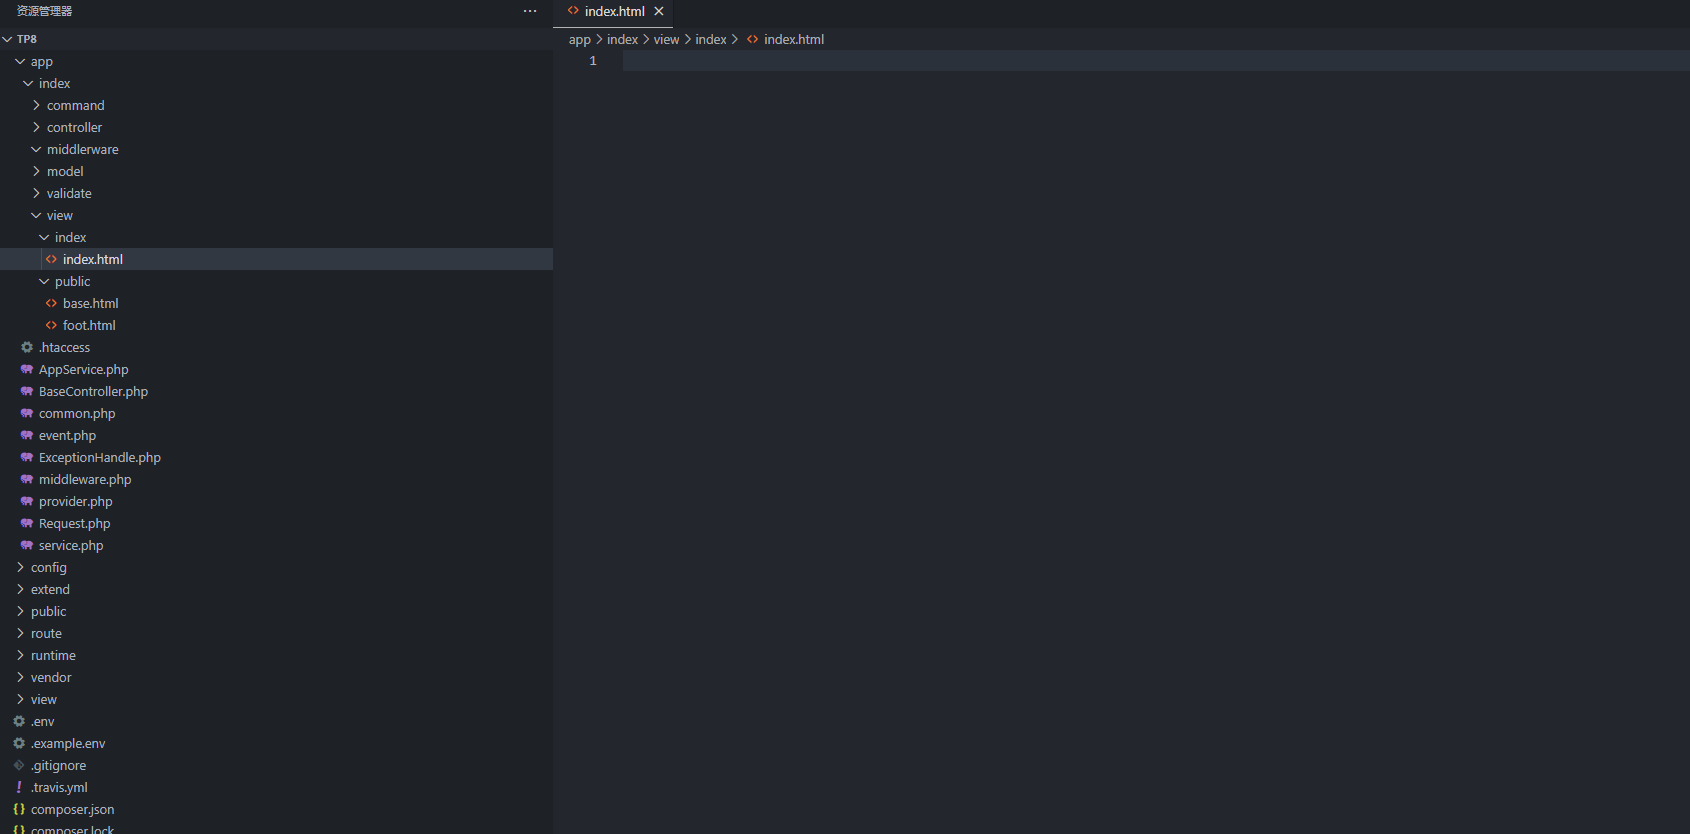 资源管理器
TP8
app
index
command
controller
middlerware
model
validate
view
index
index.html
public
base.html
foot.html
.htaccess
AppService.php
BaseController.php
common.php
event.php
ExceptionHandle.php
middleware.php
provider.php
Request.php
service.php
config
extend
public
route
runtime
vendor
view
.env
.example.env
.gitignore
.travis.yml
composer.json
composer.lock
index.html
app > index > view > index > index.html
1